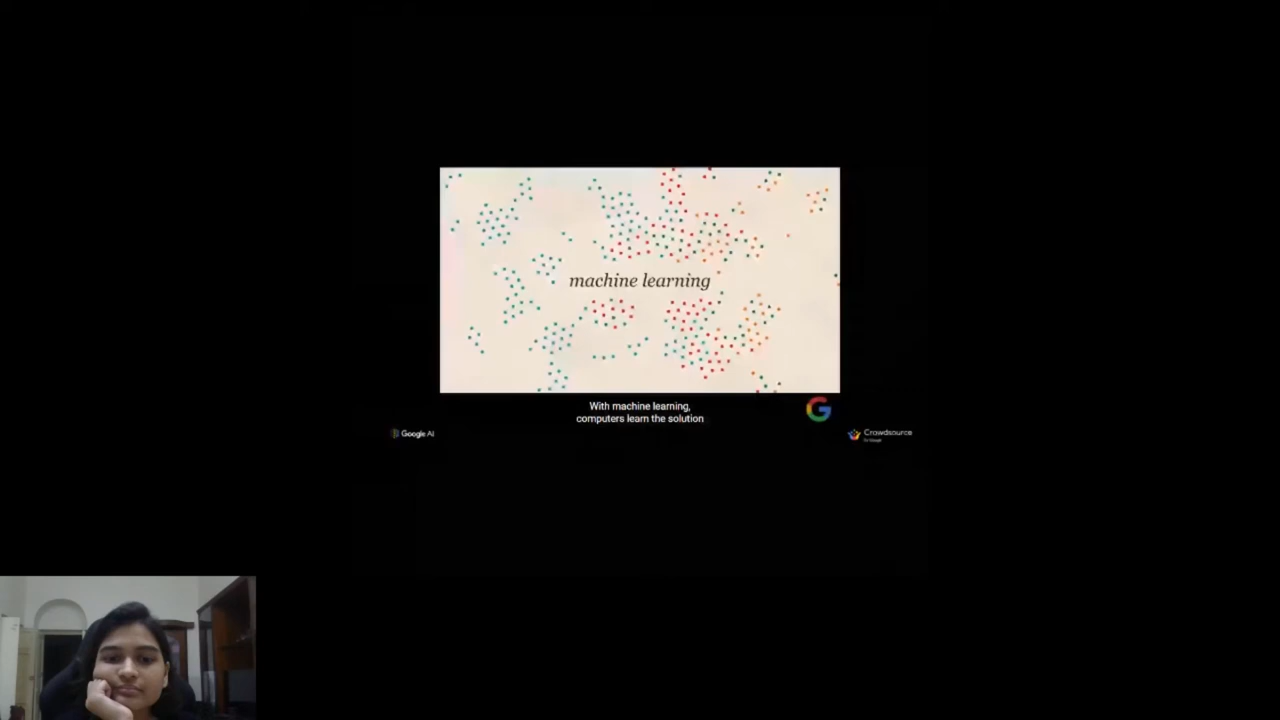 machine learning
With machine learning,
computers learn the solution
Google AI
Crowdsource